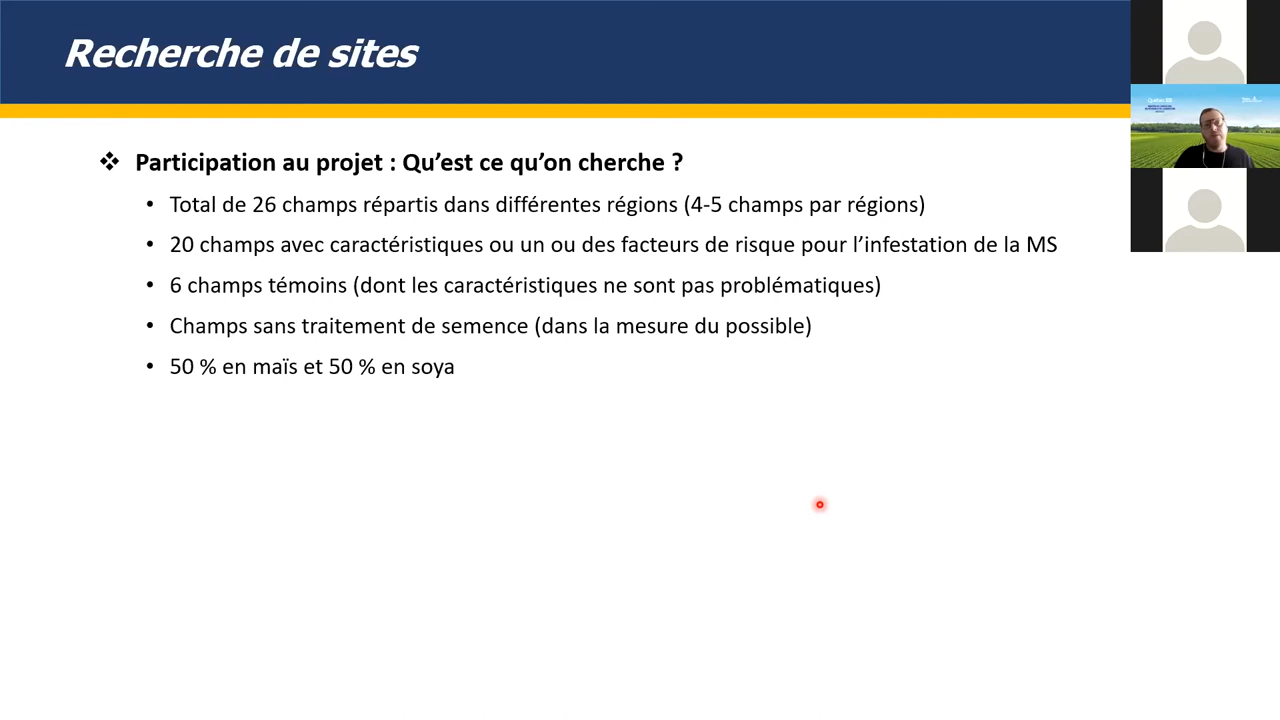 Recherche de sites
❖ Participation au projet : Qu’est ce qu’on cherche ?
• Total de 26 champs répartis dans différentes régions (4-5 champs par régions)
• 20 champs avec caractéristiques ou un ou des facteurs de risque pour l’infestation de la MS
• 6 champs témoins (dont les caractéristiques ne sont pas problématiques)
• Champs sans traitement de semence (dans la mesure du possible)
• 50 % en maïs et 50 % en soya
Québec